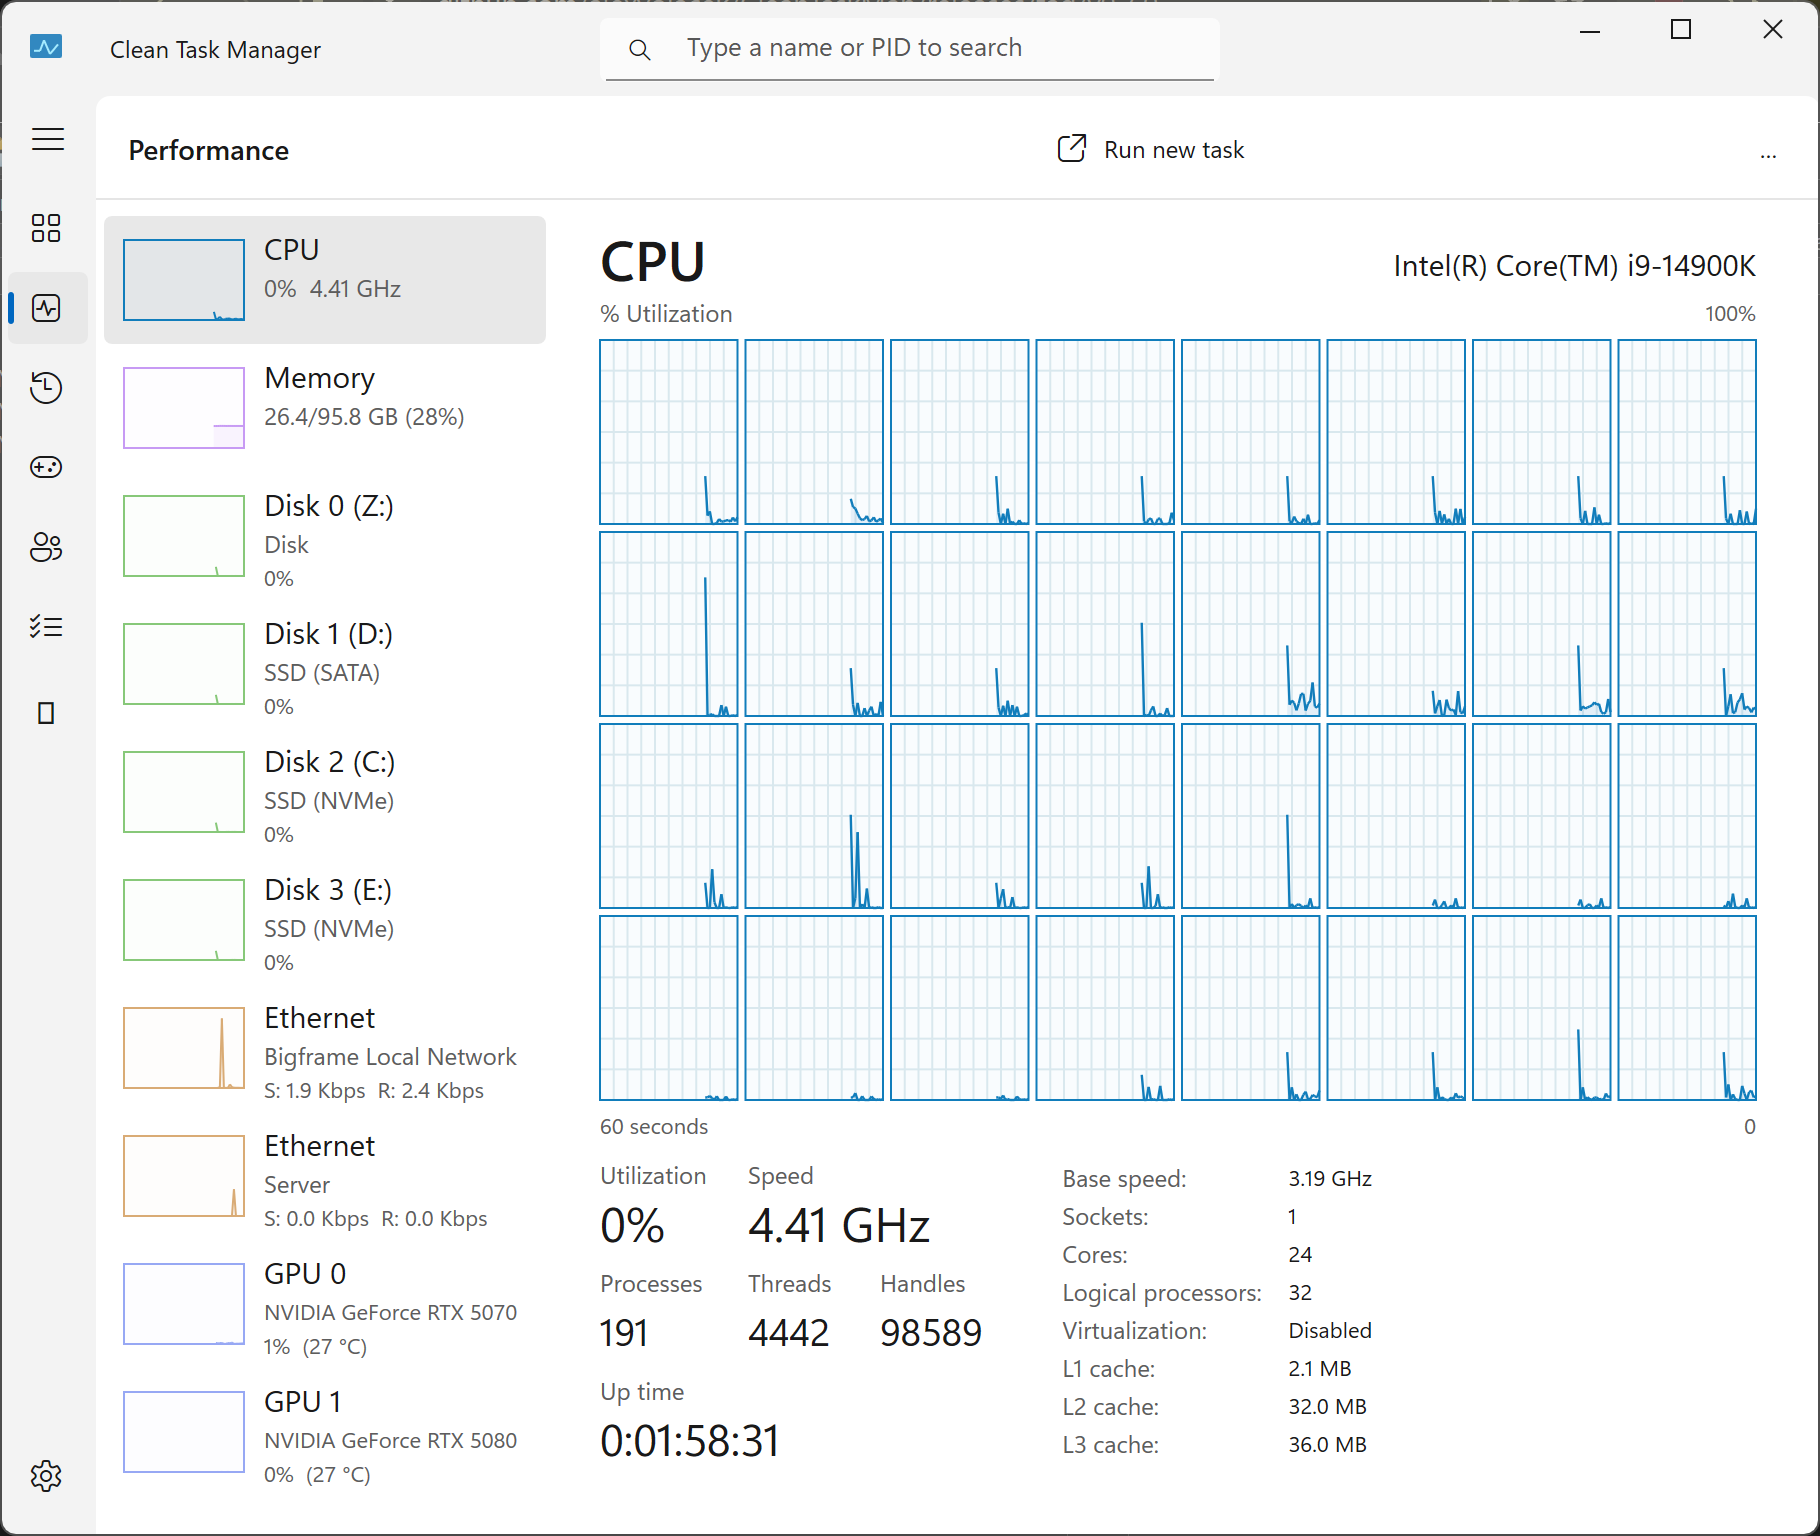 Clean Task Manager
Type a name or PID to search
Performance
Run new task
...
CPU
0% 4.41 GHz
Memory
26.4/95.8 GB (28%)
Disk 0 (Z:)
Disk
0%
Disk 1 (D:)
SSD (SATA)
0%
Disk 2 (C:)
SSD (NVMe)
0%
Disk 3 (E:)
SSD (NVMe)
0%
Ethernet
Bigframe Local Network
S: 1.9 Kbps R: 2.4 Kbps
Ethernet
Server
S: 0.0 Kbps R: 0.0 Kbps
GPU 0
NVIDIA GeForce RTX 5070
1% (27 °C)
GPU 1
NVIDIA GeForce RTX 5080
0% (27 °C)
CPU
Intel(R) Core(TM) i9-14900K
% Utilization
100%
60 seconds
0
Utilization Speed
0% 4.41 GHz
Processes Threads Handles
191 4442 98589
Up time
0:01:58:31
Base speed: 3.19 GHz
Sockets: 1
Cores: 24
Logical processors: 32
Virtualization: Disabled
L1 cache: 2.1 MB
L2 cache: 32.0 MB
L3 cache: 36.0 MB